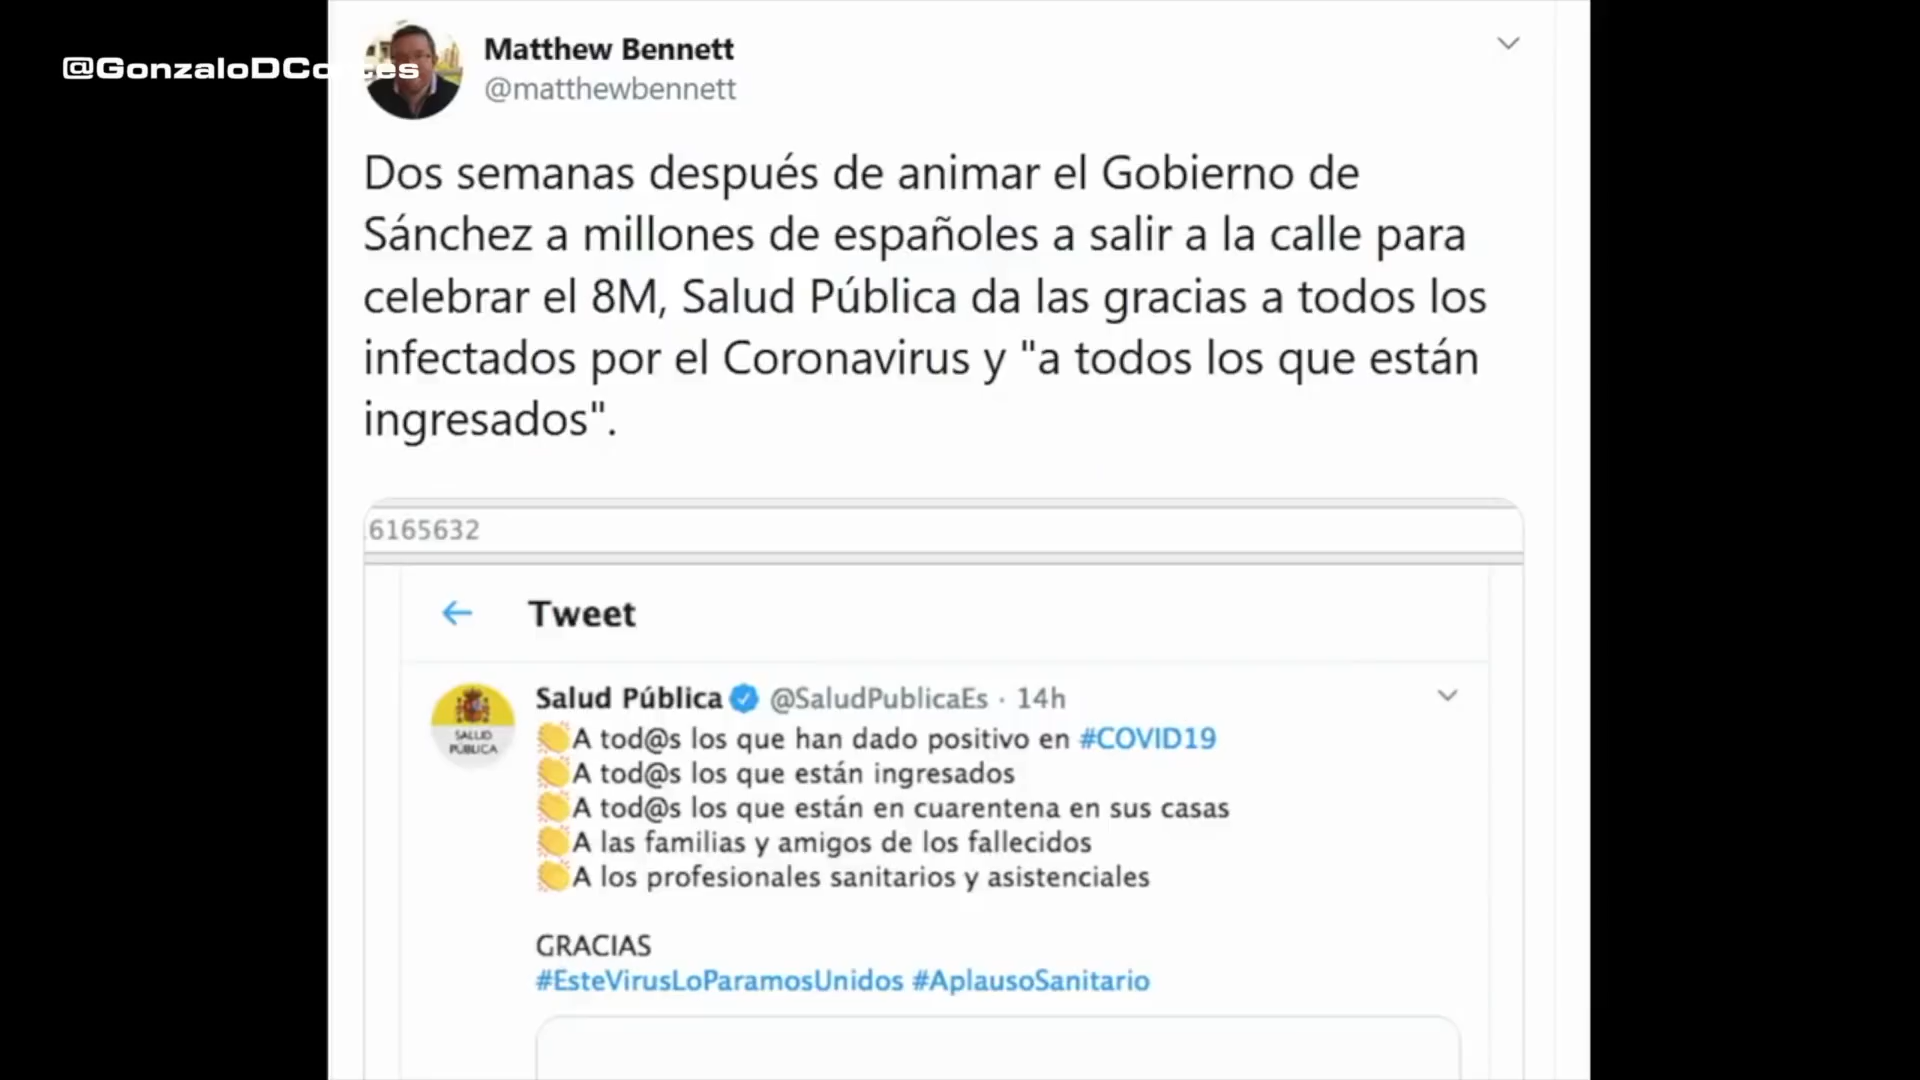 @GonzaloDCortes
Matthew Bennett
@matthewbennett
Dos semanas después de animar el Gobierno de
Sánchez a millones de españoles a salir a la calle para
celebrar el 8M, Salud Pública da las gracias a todos los
infectados por el Coronavirus y "a todos los que están
ingresados".
6165632
Tweet
Salud Pública @SaludPublicaEs · 14h
SALUD
PÚBLICA
👏A tod@s los que han dado positivo en #COVID19
👏A tod@s los que están ingresados
👏A tod@s los que están en cuarentena en sus casas
👏A las familias y amigos de los fallecidos
👏A los profesionales sanitarios y asistenciales
GRACIAS
#EsteVirusLoParamosUnidos #AplausoSanitario